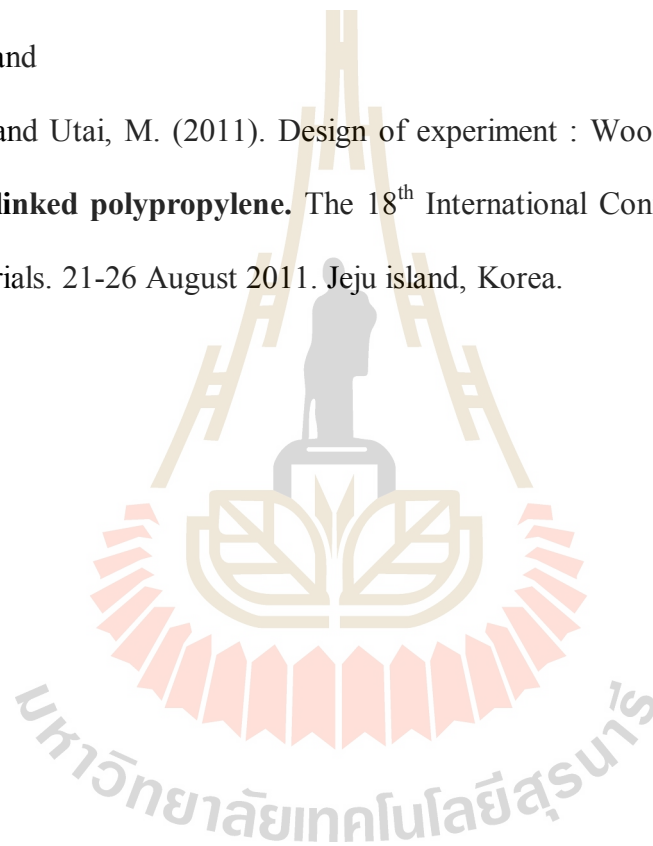 and
and Utai, M. (2011). Design of experiment : Woo
linked polypropylene. The 18th International Con
rials. 21-26 August 2011. Jeju island, Korea.
มหาวิทยาลัยเทคโนโลยีสุรนารี